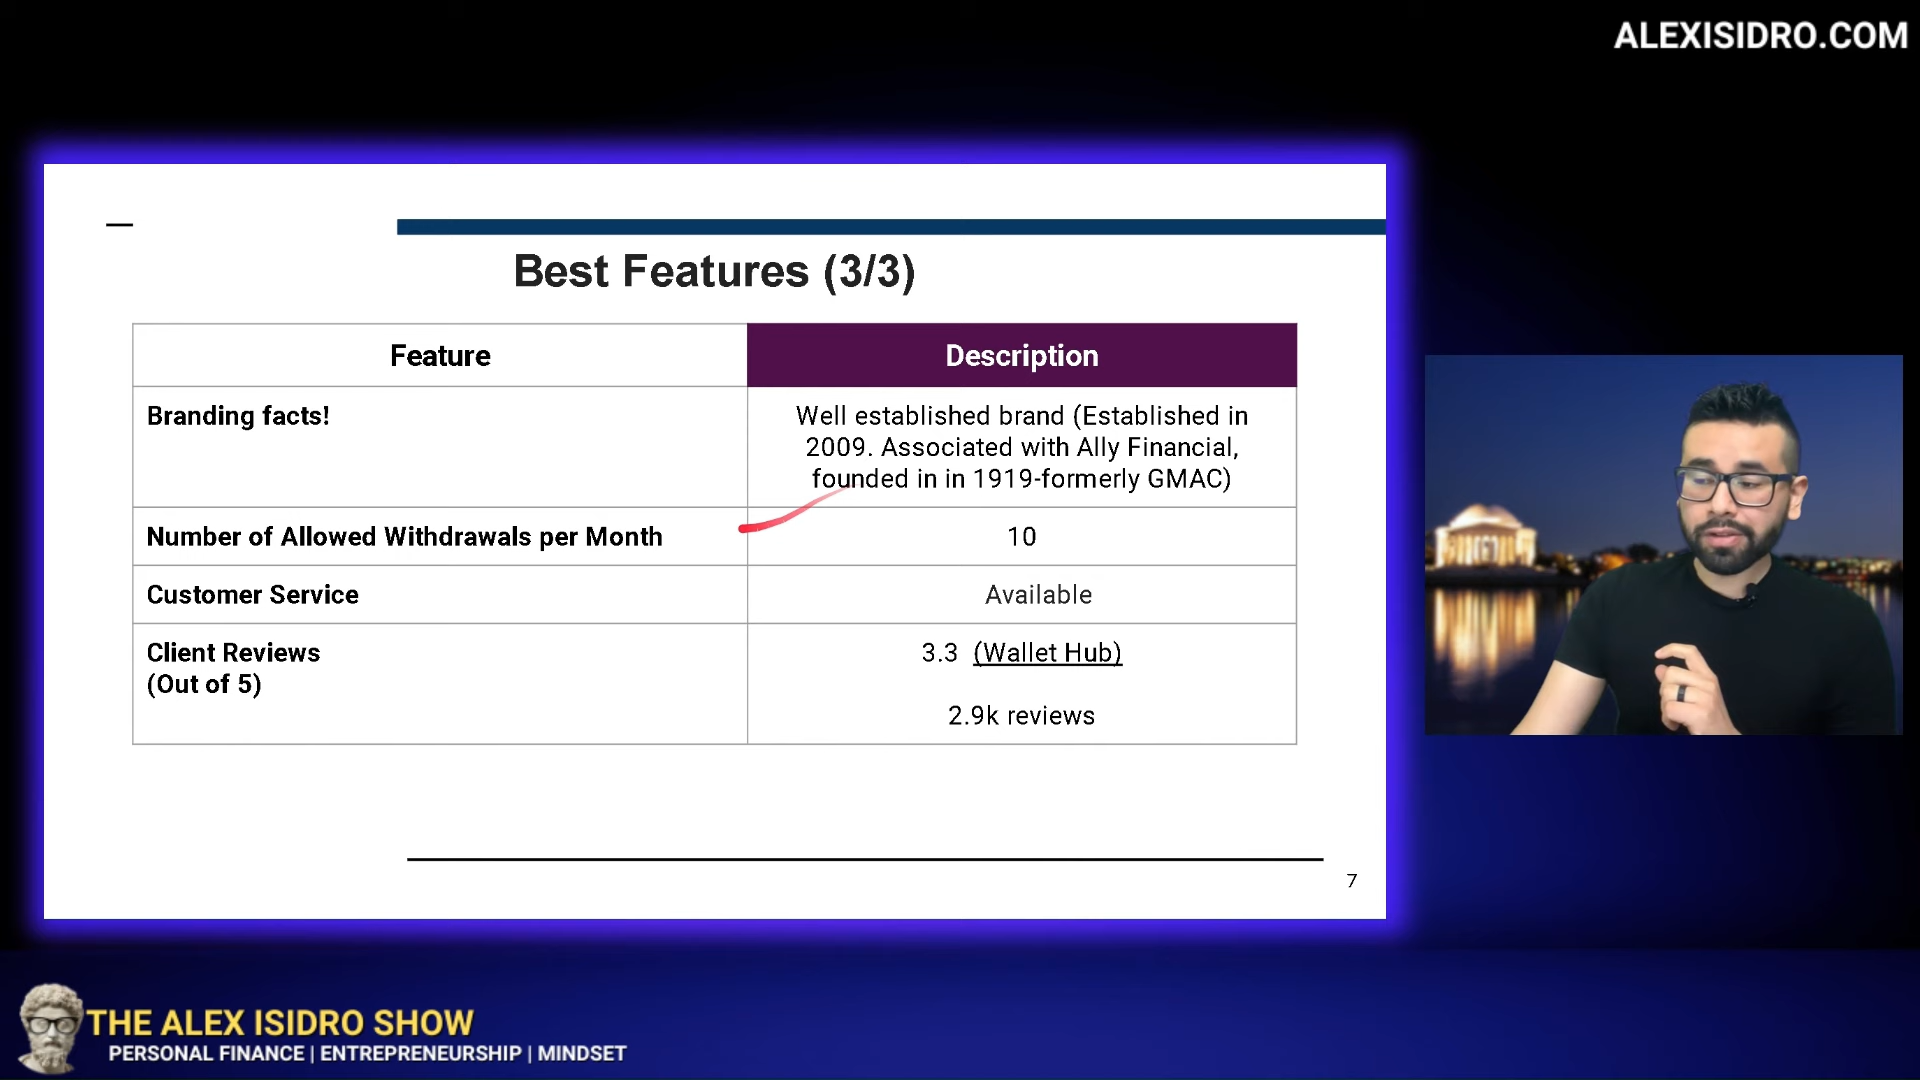 ALEXISIDRO.COM
Best Features (3/3)
Feature
Description
Branding facts!
Well established brand (Established in
2009. Associated with Ally Financial,
founded in in 1919-formerly GMAC)
Number of Allowed Withdrawals per Month
10
Customer Service
Available
Client Reviews
(Out of 5)
3.3 (Wallet Hub)
2.9k reviews
7
THE ALEX ISIDRO SHOW
PERSONAL FINANCE | ENTREPRENEURSHIP | MINDSET